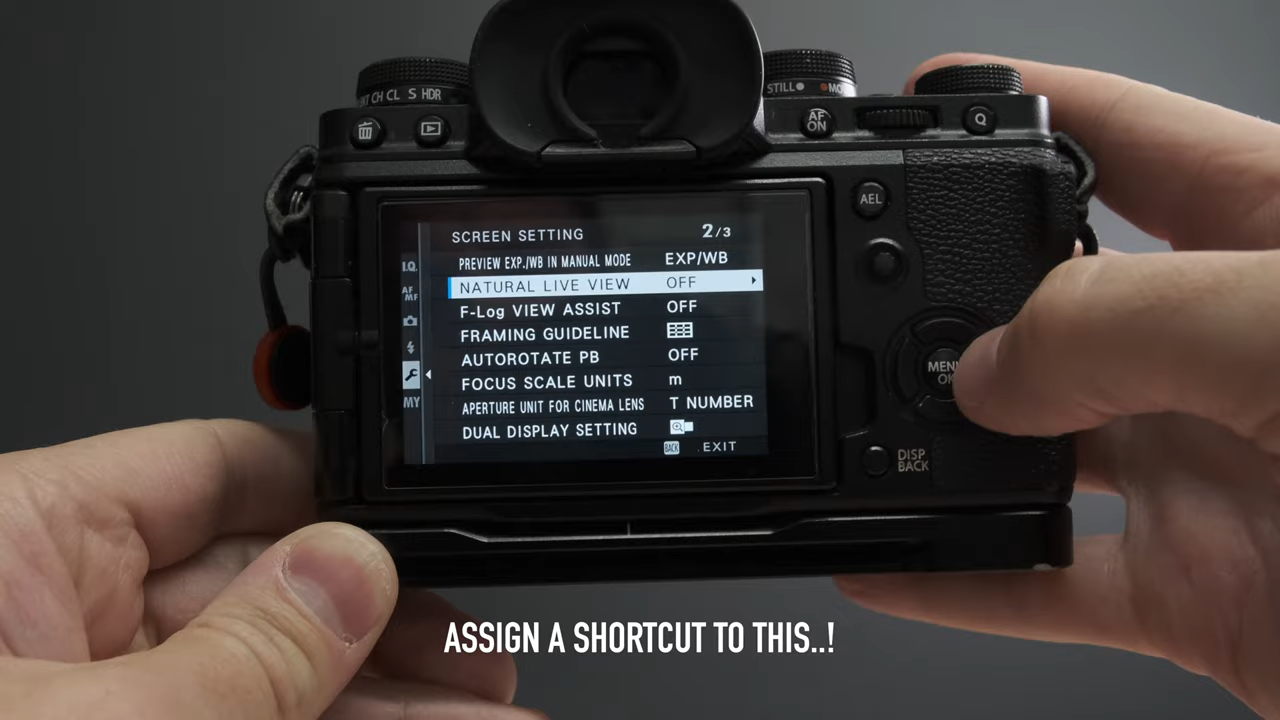 CH CL S HDR
STILL
AF
ON
Q
AEL
SCREEN SETTING 2/3
I.Q.
AF
MF
MY
PREVIEW EXP./WB IN MANUAL MODE EXP/WB
NATURAL LIVE VIEW OFF
F-Log VIEW ASSIST OFF
FRAMING GUIDELINE
AUTOROTATE PB OFF
FOCUS SCALE UNITS m
APERTURE UNIT FOR CINEMA LENS T NUMBER
DUAL DISPLAY SETTING
BACK EXIT
MENU
OK
DISP
BACK
ASSIGN A SHORTCUT TO THIS..!